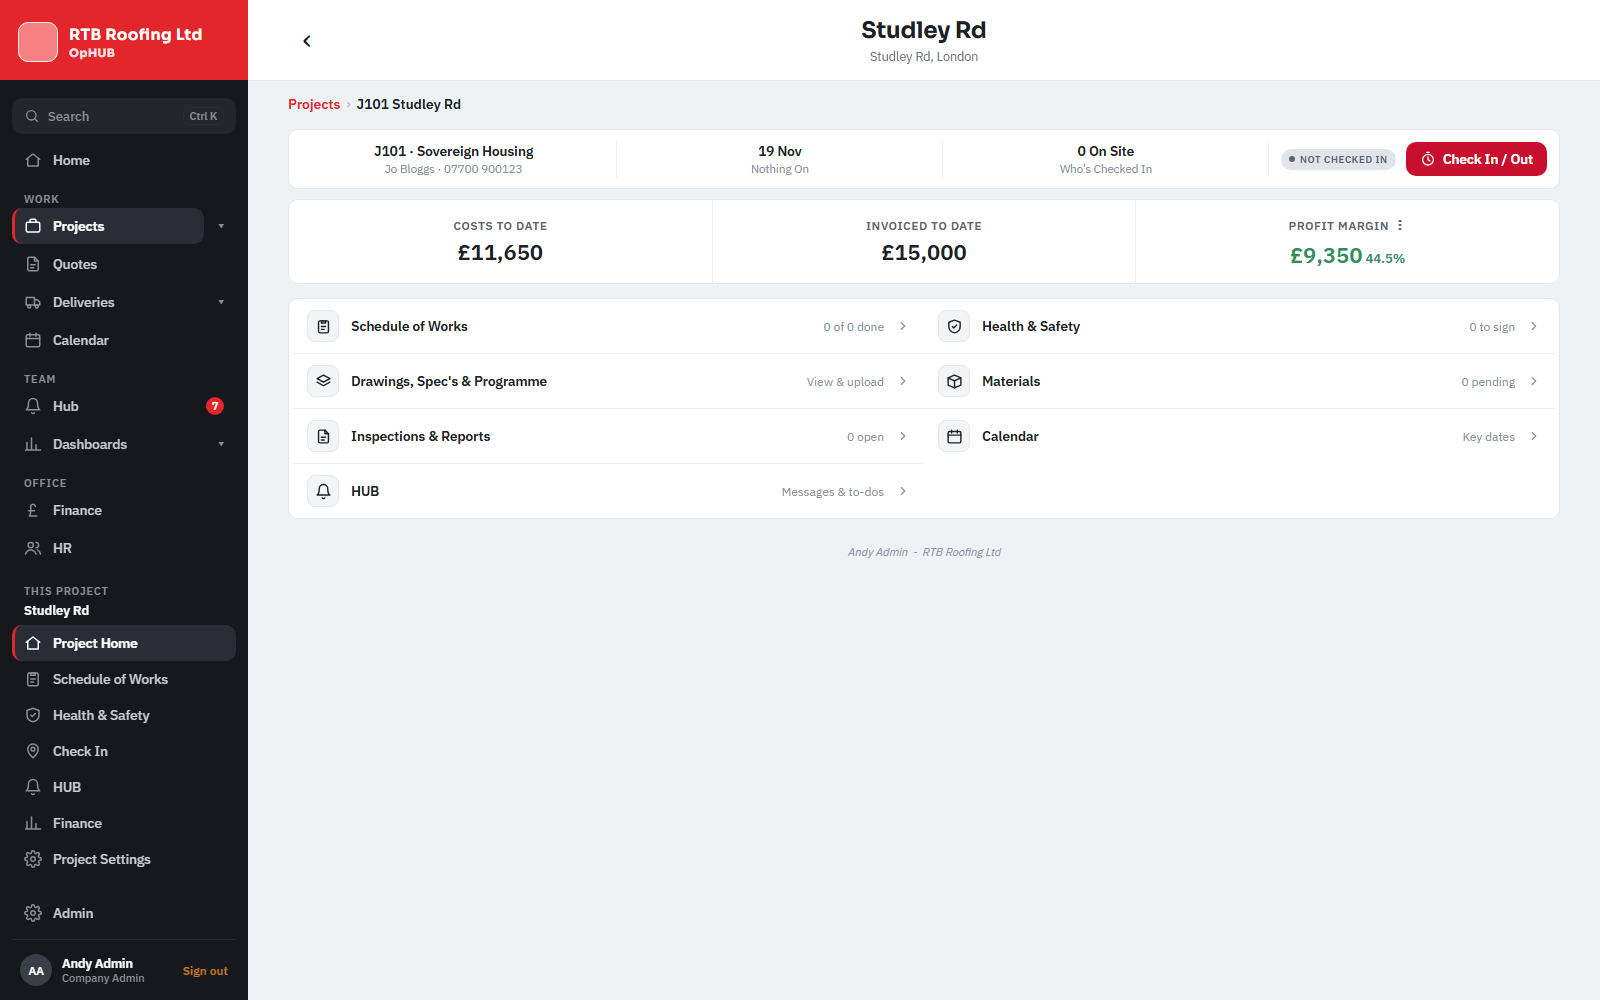 RTB Roofing Ltd
OpHUB
Search Ctrl K
Home
WORK
Projects
Quotes
Deliveries
Calendar
TEAM
Hub 7
Dashboards
OFFICE
Finance
HR
THIS PROJECT
Studley Rd
Project Home
Schedule of Works
Health & Safety
Check In
HUB
Finance
Project Settings
Admin
AA Andy Admin
Company Admin
Sign out
Studley Rd
Studley Rd, London
Projects › J101 Studley Rd
J101 · Sovereign Housing
Jo Bloggs · 07700 900123
19 Nov
Nothing On
0 On Site
Who's Checked In
NOT CHECKED IN
Check In / Out
COSTS TO DATE
£11,650
INVOICED TO DATE
£15,000
PROFIT MARGIN
£9,350 44.5%
Schedule of Works 0 of 0 done
Health & Safety 0 to sign
Drawings, Spec's & Programme View & upload
Materials 0 pending
Inspections & Reports 0 open
Calendar Key dates
HUB Messages & to-dos
Andy Admin - RTB Roofing Ltd